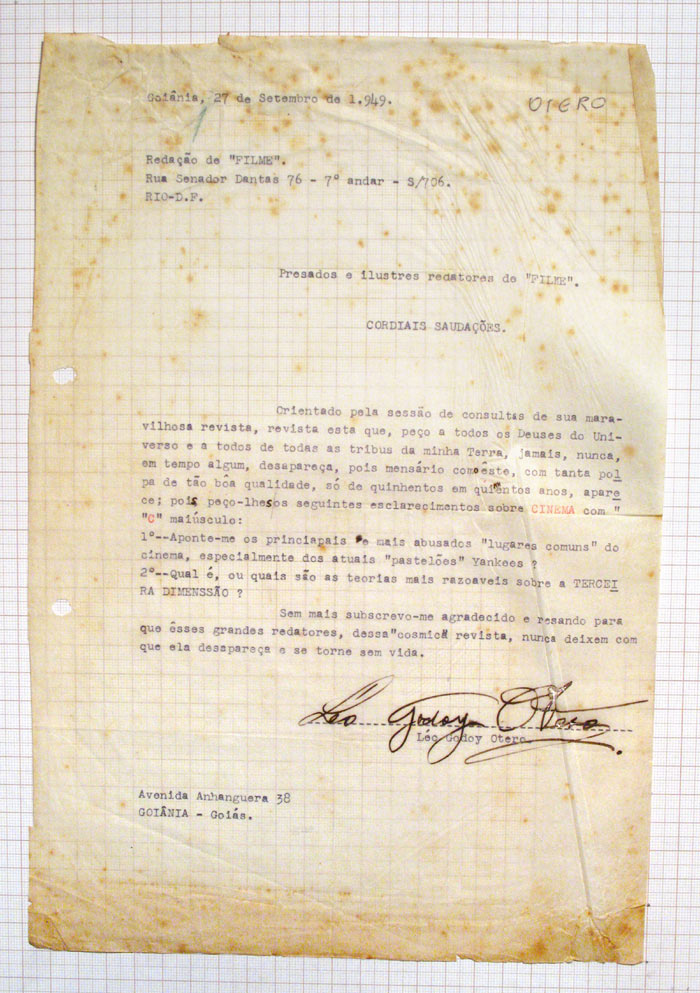 Goiânia, 27 de Setembro de 1.949.
OTERO
Redação de "FILME".
Rua Senador Dantas 76 - 7º andar - S/706.
RIO-D.F.
Presados e ilustres redatores de "FILME".
CORDIAIS SAUDAÇÕES.
Orientado pela sessão de consultas de sua mara-
vilhosa revista, revista esta que, peço a todos os Deuses do Uni-
verso e a todos de todas as tribus da minha Terra, jamais, nunca,
em tempo algum, desapareça, pois mensário como êste, com tanta pol
pa de tão bôa qualidade, só de quinhentos em quientos anos, apare
ce; pois peço-lhesos seguintes esclarecimentos sobre CINEMA com "
"C" maiúsculo:
1º--Aponte-me os princiapais e mais abusados "lugares comuns" do
cinema, especialmente dos atuais "pastelões" Yankees ?
2º--Qual é, ou quais são as teorias mais razoaveis sobre a TERCEI
RA DIMENSSÃO ?
Sem mais subscrevo-me agradecido e resando para
que êsses grandes redatores, dessa"cosmica" revista, nunca deixem com
que ela desapareça e se torne sem vida.
Léo Godoy Otero
Léo Godoy Otero.
Avenida Anhanguera 38
GOIÂNIA - Goiás.